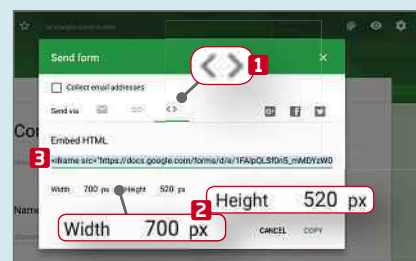 Send form
1
Collect email addresses
Send via
Con
Embed HTML
3
<iframe src="https://docs.google.com/forms/d/e/1FAIpQLSf0n5_mMDYzW0
Width 700 px Height 520 px
2
Height 520 px
Name
Width 700 px
CANCEL COPY